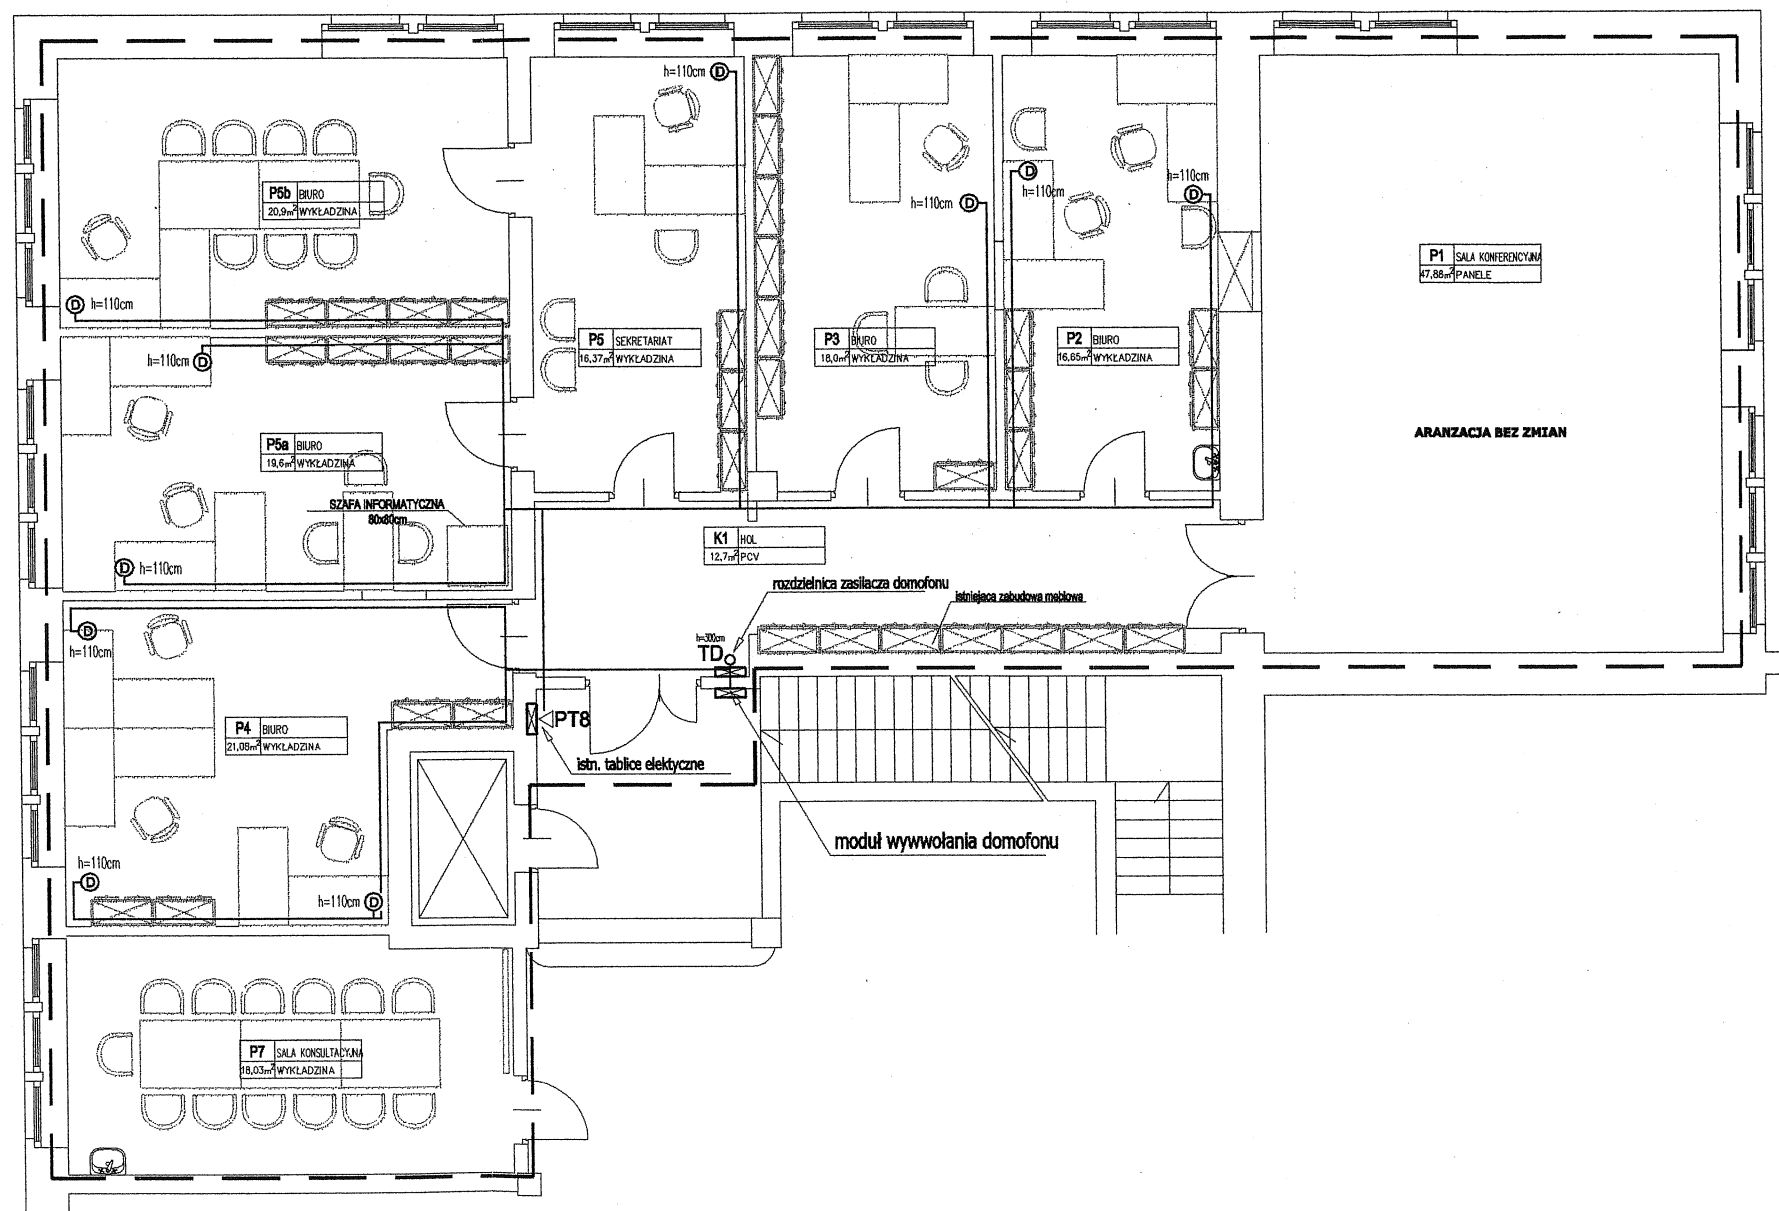 h=110cm D
P5b BIURO
20,9m² WYKŁADZINA
D h=110cm
h=110cm D
P5a BIURO
19,6m² WYKŁADZINA
SZAFA INFORMATYCZNA
80x80cm
D h=110cm
P5 SEKRETARIAT
16,37m² WYKŁADZINA
h=110cm D
P3 BIURO
18,0m² WYKŁADZINA
D
h=110cm
h=110cm
D
P2 BIURO
16,65m² WYKŁADZINA
P1 SALA KONFERENCYJNA
47,88m² PANELE
ARANZACJA BEZ ZMIAN
K1 HOL
12,7m² PCV
rozdzielnica zasilacza domofonu
istniejaca zabudowa meblowa
h=300cm
TD
D
h=110cm
P4 BIURO
21,08m² WYKŁADZINA
PT8
istn. tablice elektyczne
moduł wywwołania domofonu
h=110cm
D
h=110cm D
P7 SALA KONSULTACYJNA
18,03m² WYKŁADZINA